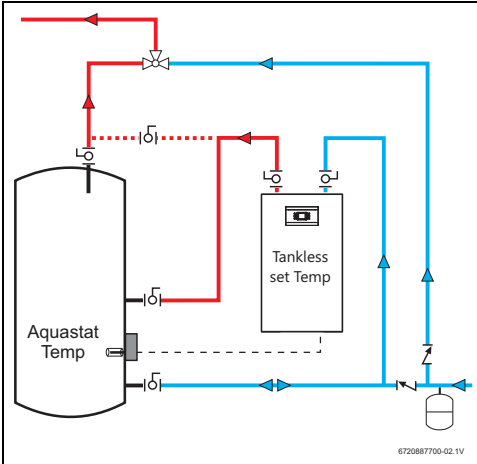 Tankless
set Temp
Aquastat
Temp
6720887700-02.1V